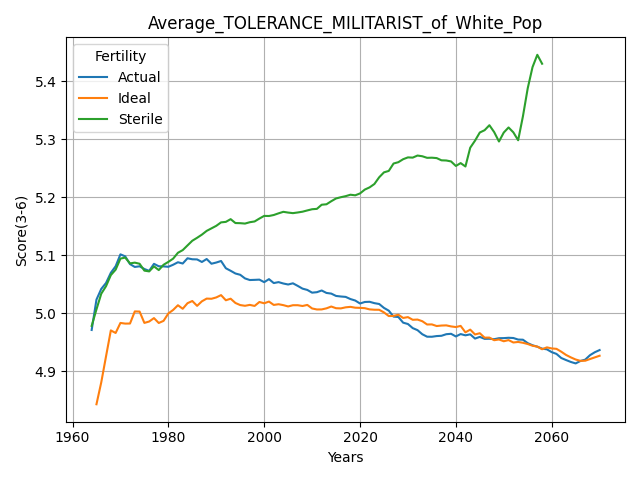 Average_TOLERANCE_MILITARIST_of_White_Pop
Fertility
Actual
Ideal
Sterile
Score(3-6)
5.4
5.3
5.2
5.1
5.0
4.9
1960 1980 2000 2020 2040 2060
Years